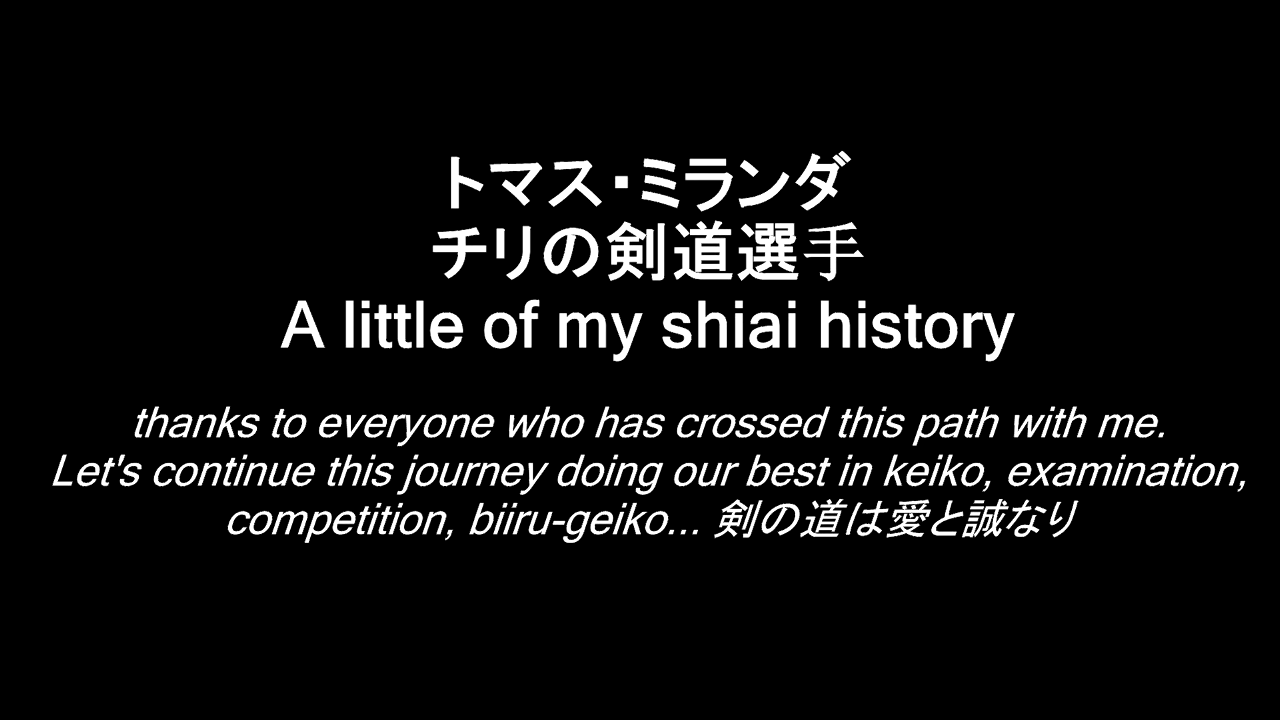 トマス・ミランダ
チリの剣道選手
A little of my shiai history
thanks to everyone who has crossed this path with me.
Let's continue this journey doing our best in keiko, examination,
competition, biiru-geiko... 剣の道は愛と誠なり